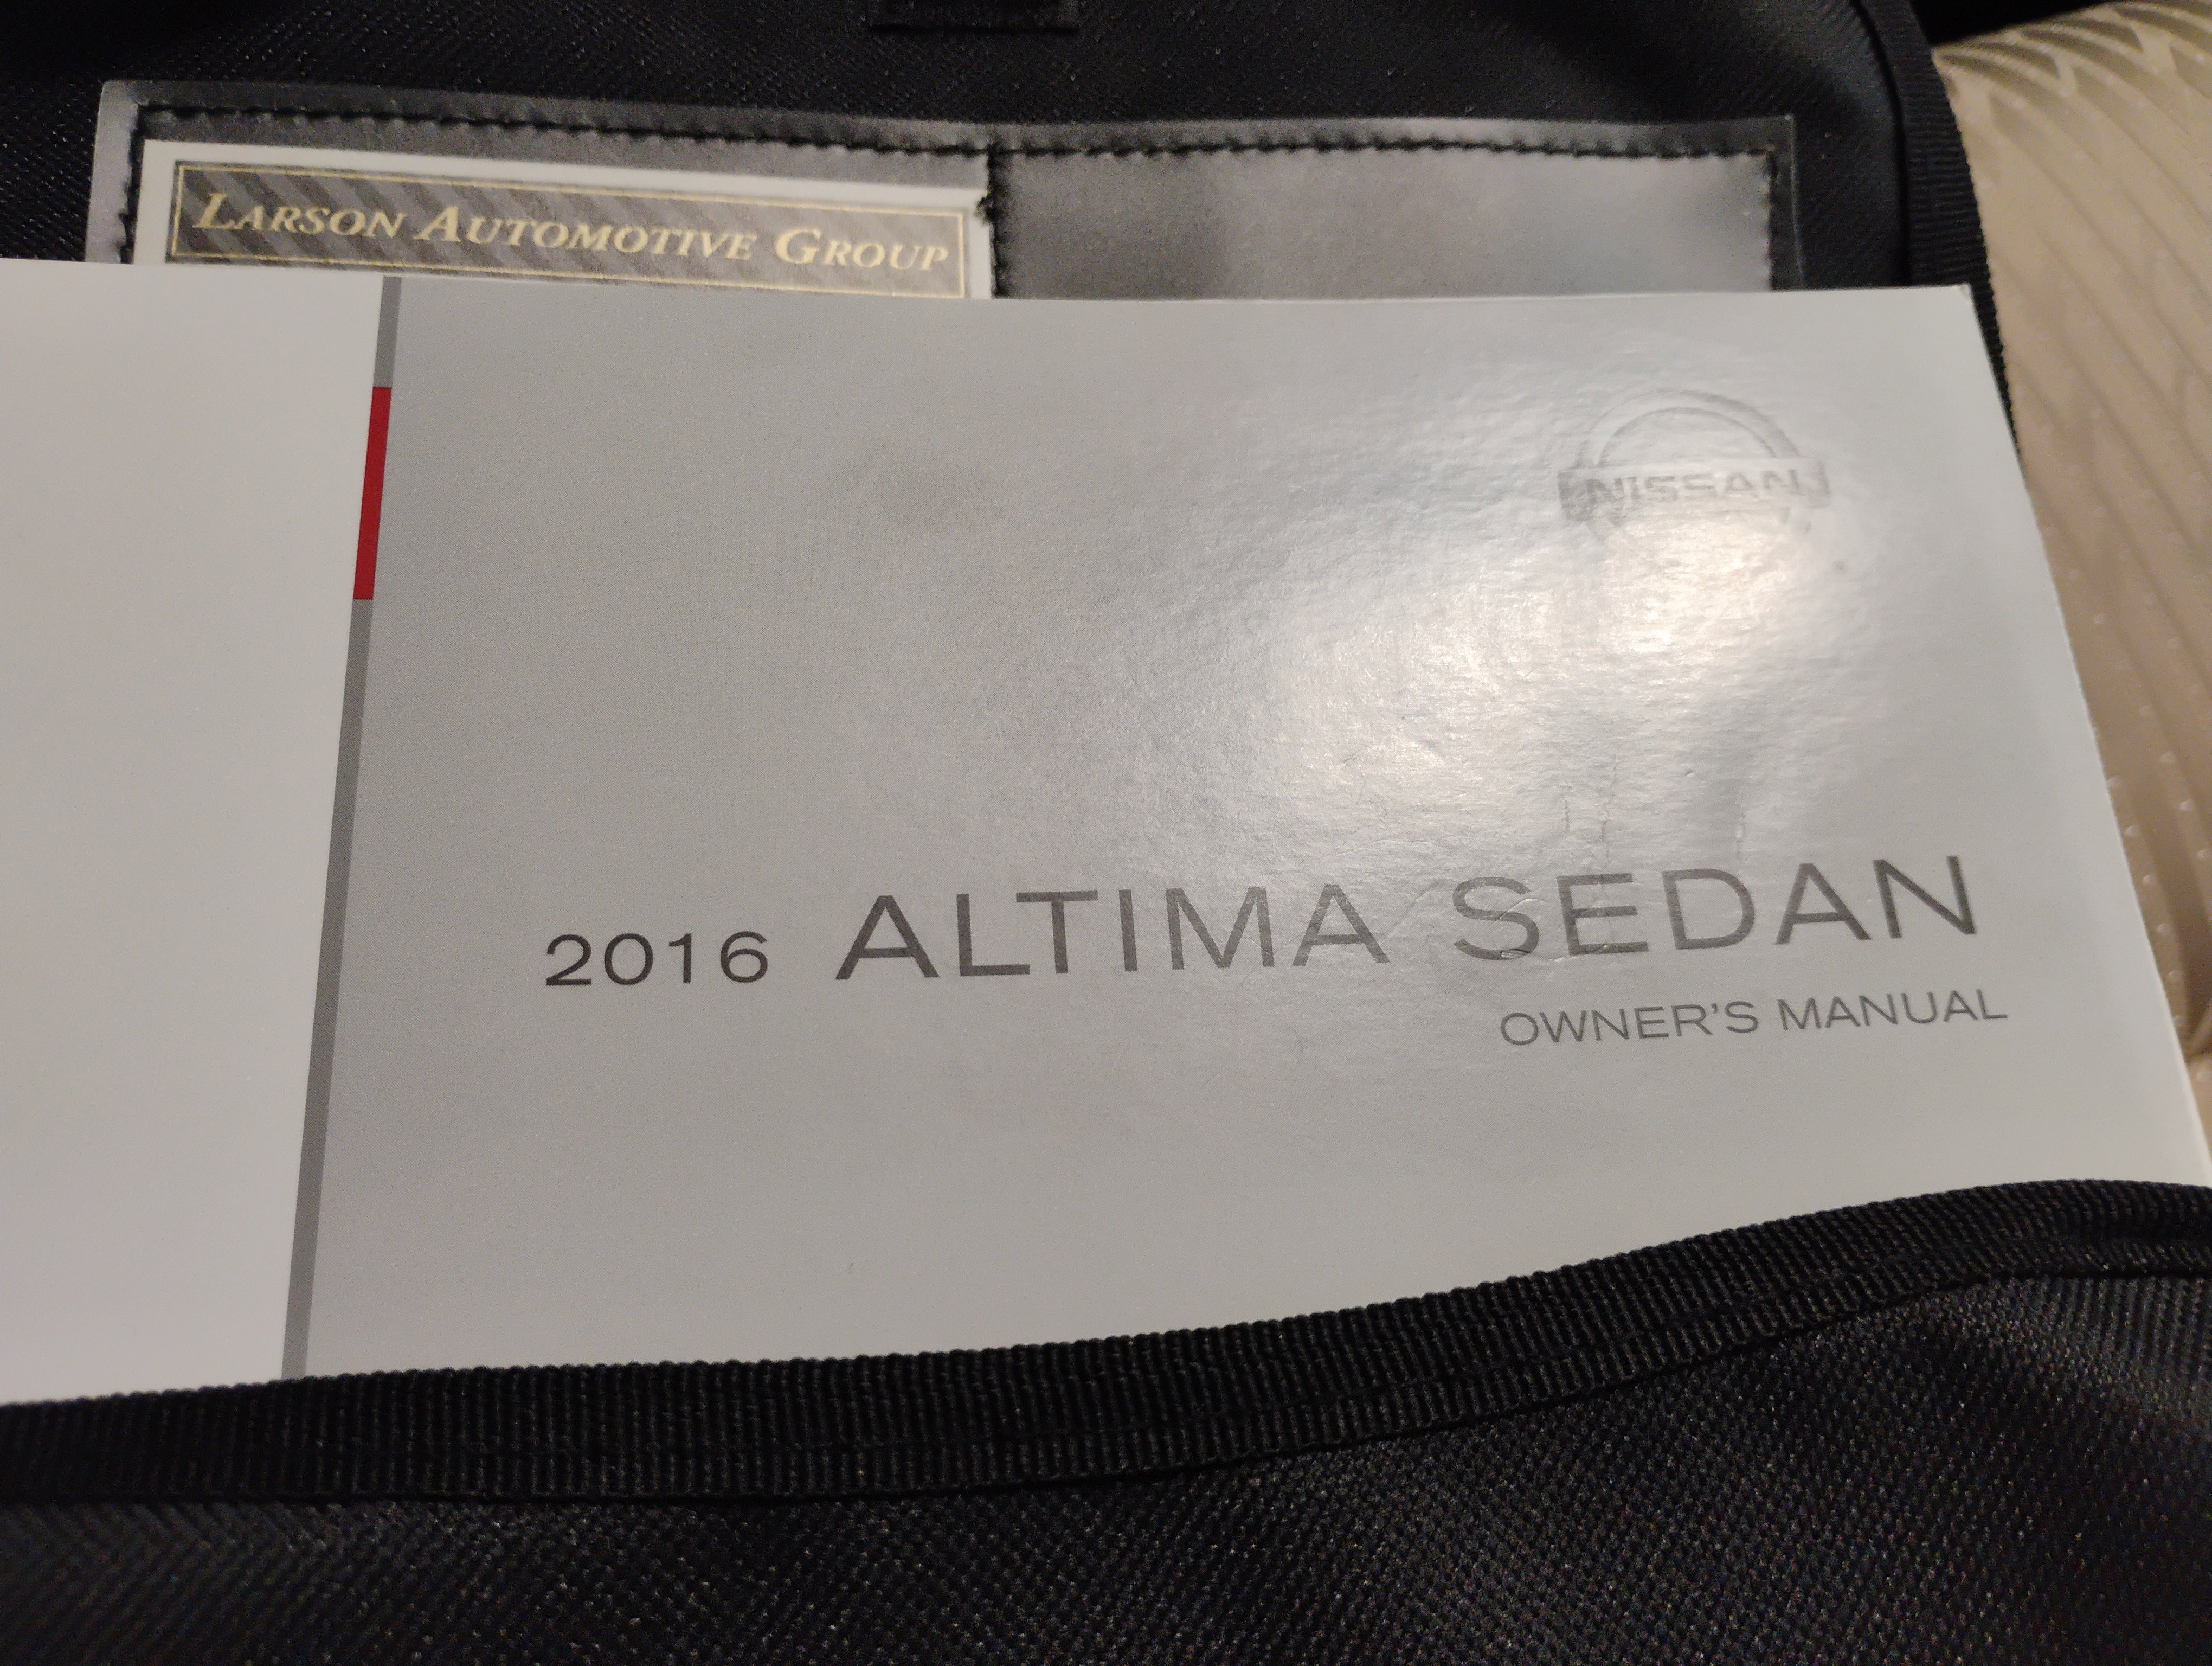 LARSON AUTOMOTIVE GROUP
NISSAN
2016 ALTIMA SEDAN
OWNER'S MANUAL